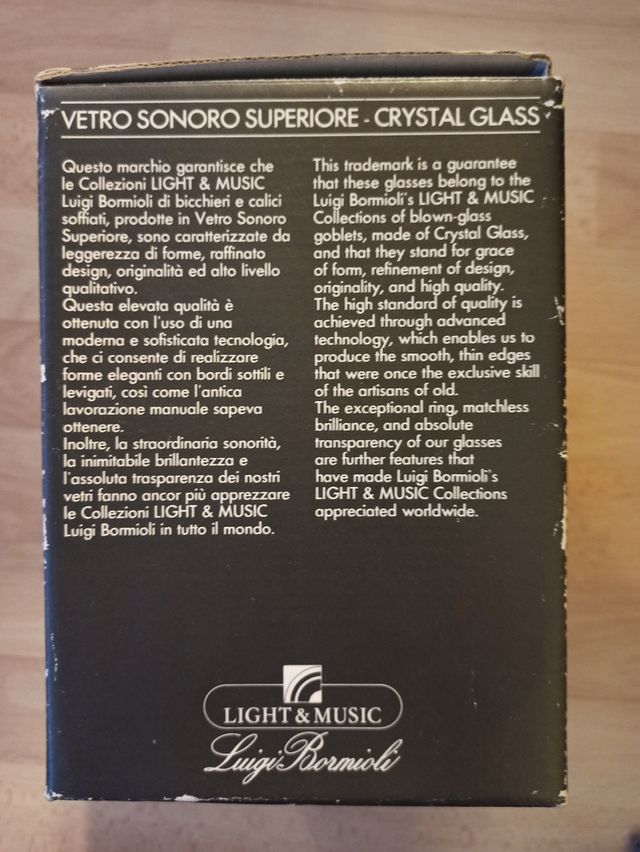 VETRO SONORO SUPERIORE - CRYSTAL GLASS
Questo marchio garantisce che
le Collezioni LIGHT & MUSIC
Luigi Bormioli di bicchieri e calici
soffiati, prodotte in Vetro Sonoro
Superiore, sono caratterizzate da
leggerezza di forme, raffinato
design, originalità ed alto livello
qualitativo.
Questa elevata qualità è
ottenuta con l'uso di una
moderna e sofisticata tecnologia,
che ci consente di realizzare
forme eleganti con bordi sottili e
levigati, così come l'antica
lavorazione manuale sapeva
ottenere.
Inoltre, la straordinaria sonorità,
la inimitabile brillantezza e
l'assoluta trasparenza dei nostri
vetri fanno ancor più apprezzare
le Collezioni LIGHT & MUSIC
Luigi Bormioli in tutto il mondo.
This trademark is a guarantee
that these glasses belong to the
Luigi Bormioli's LIGHT & MUSIC
Collections of blown-glass
goblets, made of Crystal Glass,
and that they stand for grace
of form, refinement of design,
originality, and high quality.
The high standard of quality is
achieved through advanced
technology, which enables us to
produce the smooth, thin edges
that were once the exclusive skill
of the artisans of old.
The exceptional ring, matchless
brilliance, and absolute
transparency of our glasses
are further features that
have made Luigi Bormioli's
LIGHT & MUSIC Collections
appreciated worldwide.
LIGHT & MUSIC
Luigi Bormioli